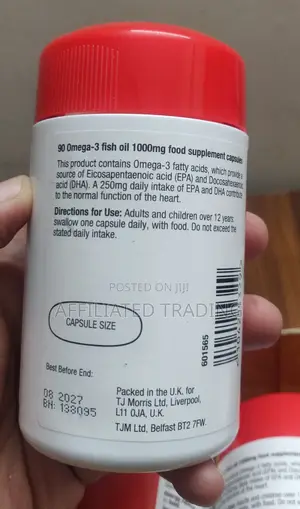 90 Omega-3 fish oil 1000mg food supplement capsules
This product contains Omega-3 fatty acids, which provide a
source of Eicosapentaenoic acid (EPA) and Docosahexaenoic
acid (DHA). A 250mg daily intake of EPA and DHA contribute
to the normal function of the heart.
Directions for Use: Adults and children over 12 years
swallow one capsule daily, with food. Do not exceed the
stated daily intake.
POSTED ON JIJI
AFFILIATED TRADING
CAPSULE SIZE
601565
Best Before End:
08 2027
BN: 138095
Packed in the U.K. for
TJ Morris Ltd, Liverpool,
L11 0JA, U.K.
TJM Ltd, Belfast BT2 7FW.